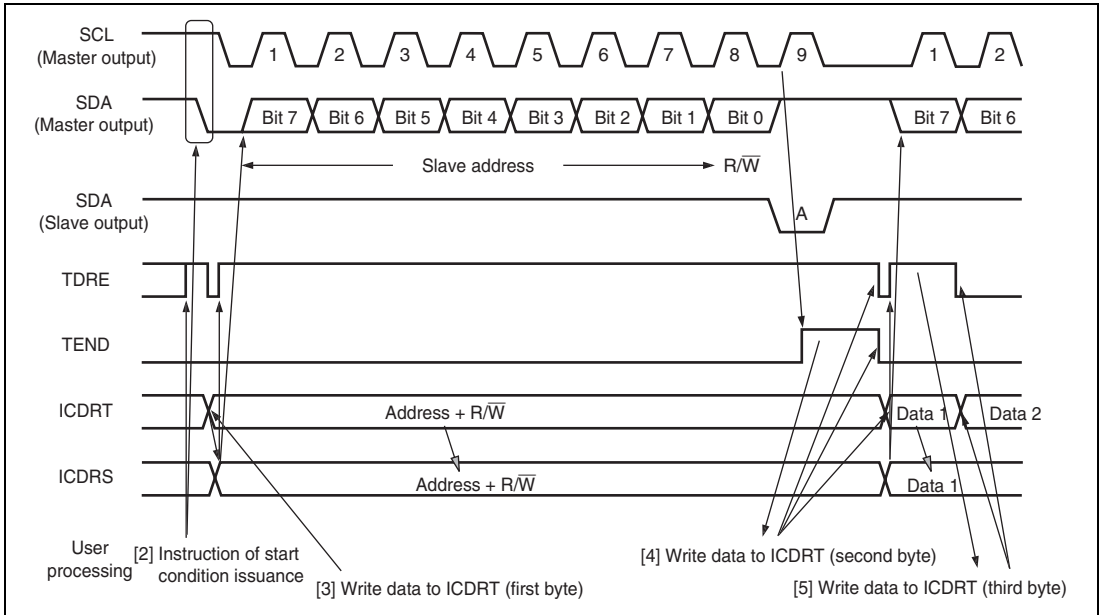 SCL
(Master output)
1 2 3 4 5 6 7 8 9 1 2
SDA
(Master output)
Bit 7 Bit 6 Bit 5 Bit 4 Bit 3 Bit 2 Bit 1 Bit 0 Bit 7 Bit 6
Slave address R/W̅
SDA
(Slave output)
A
TDRE
TEND
ICDRT
Address + R/W̅ Data 1 Data 2
ICDRS
Address + R/W̅ Data 1
User
processing
[2] Instruction of start
condition issuance
[3] Write data to ICDRT (first byte)
[4] Write data to ICDRT (second byte)
[5] Write data to ICDRT (third byte)